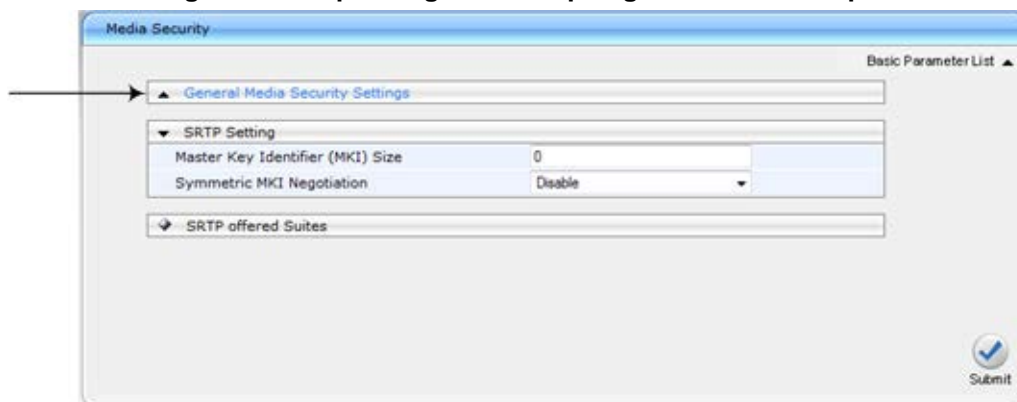 Media Security
Basic Parameter List
General Media Security Settings
SRTP Setting
Master Key Identifier (MKI) Size 0
Symmetric MKI Negotiation Disable
SRTP offered Suites
Submit